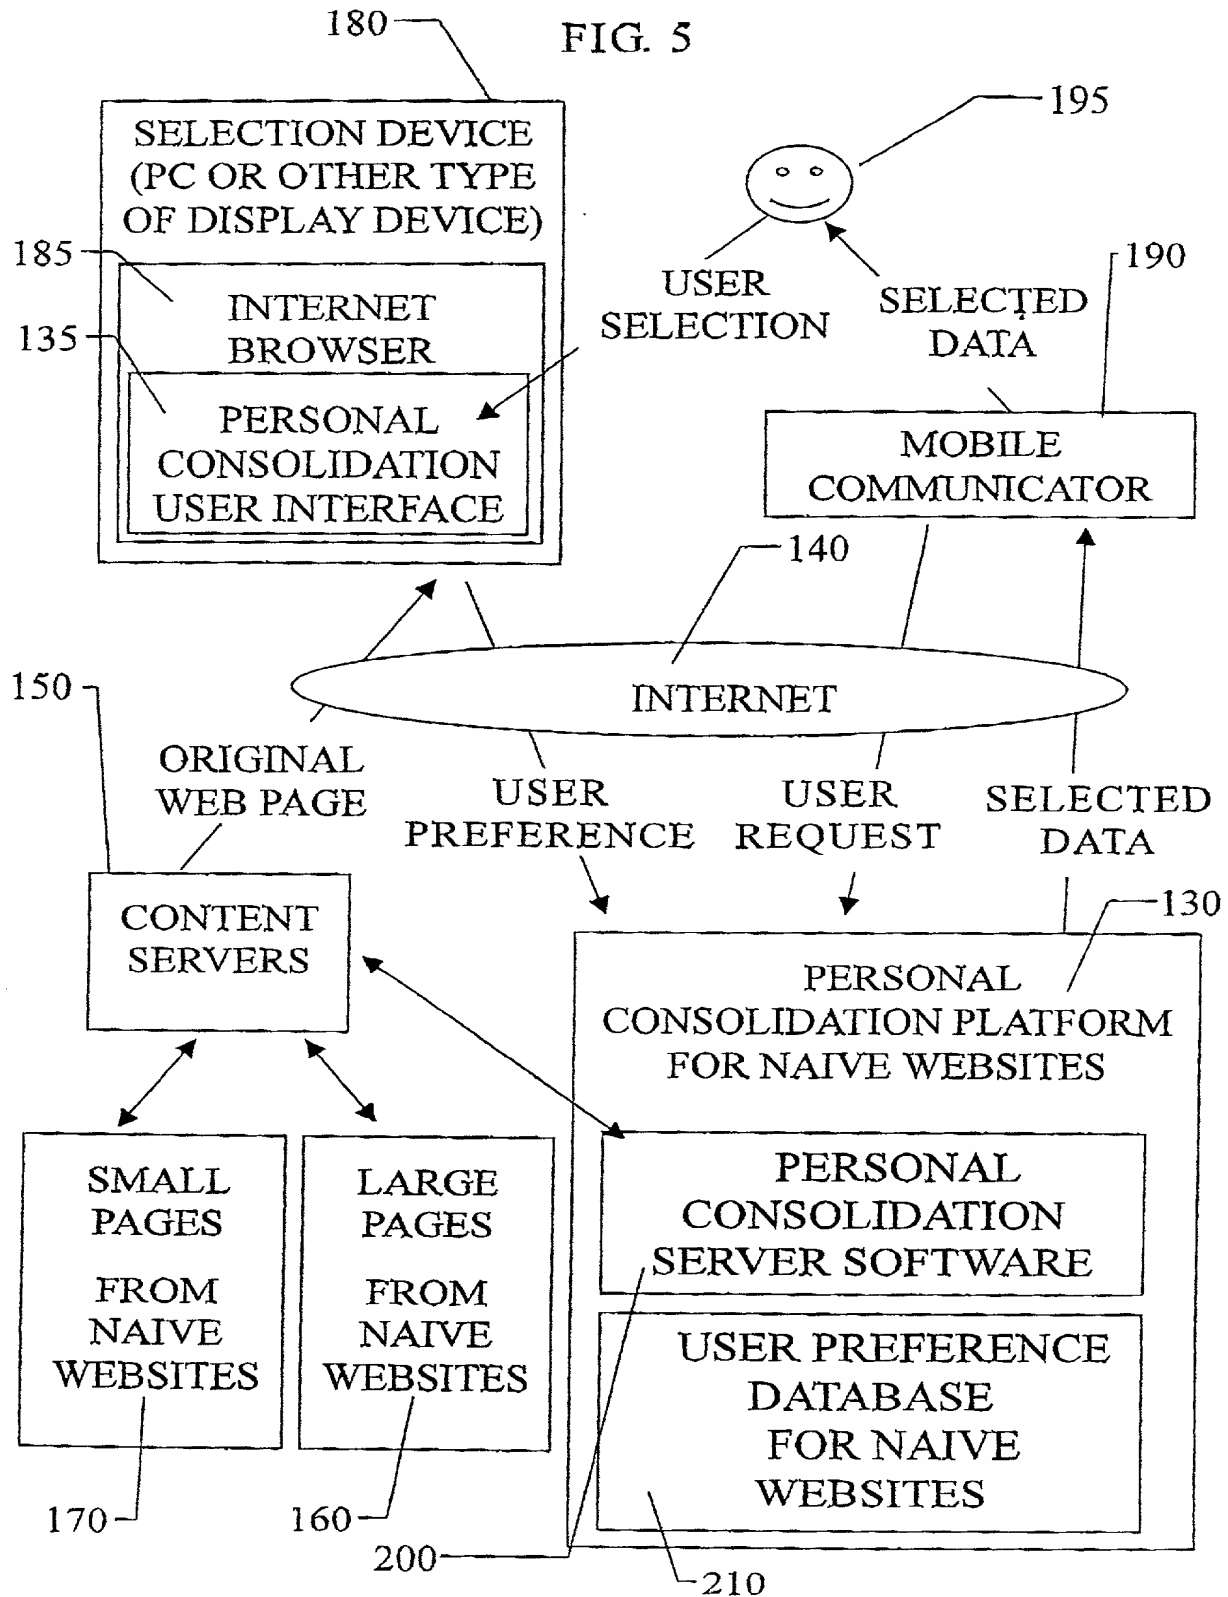 FIG. 5
180
195
SELECTION DEVICE
(PC OR OTHER TYPE
OF DISPLAY DEVICE)
185
INTERNET
BROWSER
135
PERSONAL
CONSOLIDATION
USER INTERFACE
USER
SELECTION
SELECTED
DATA
190
MOBILE
COMMUNICATOR
140
INTERNET
150
ORIGINAL
WEB PAGE
USER
PREFERENCE
USER
REQUEST
SELECTED
DATA
CONTENT
SERVERS
130
PERSONAL
CONSOLIDATION PLATFORM
FOR NAIVE WEBSITES
SMALL
PAGES
FROM
NAIVE
WEBSITES
LARGE
PAGES
FROM
NAIVE
WEBSITES
PERSONAL
CONSOLIDATION
SERVER SOFTWARE
USER PREFERENCE
DATABASE
FOR NAIVE
WEBSITES
170
160
200
210